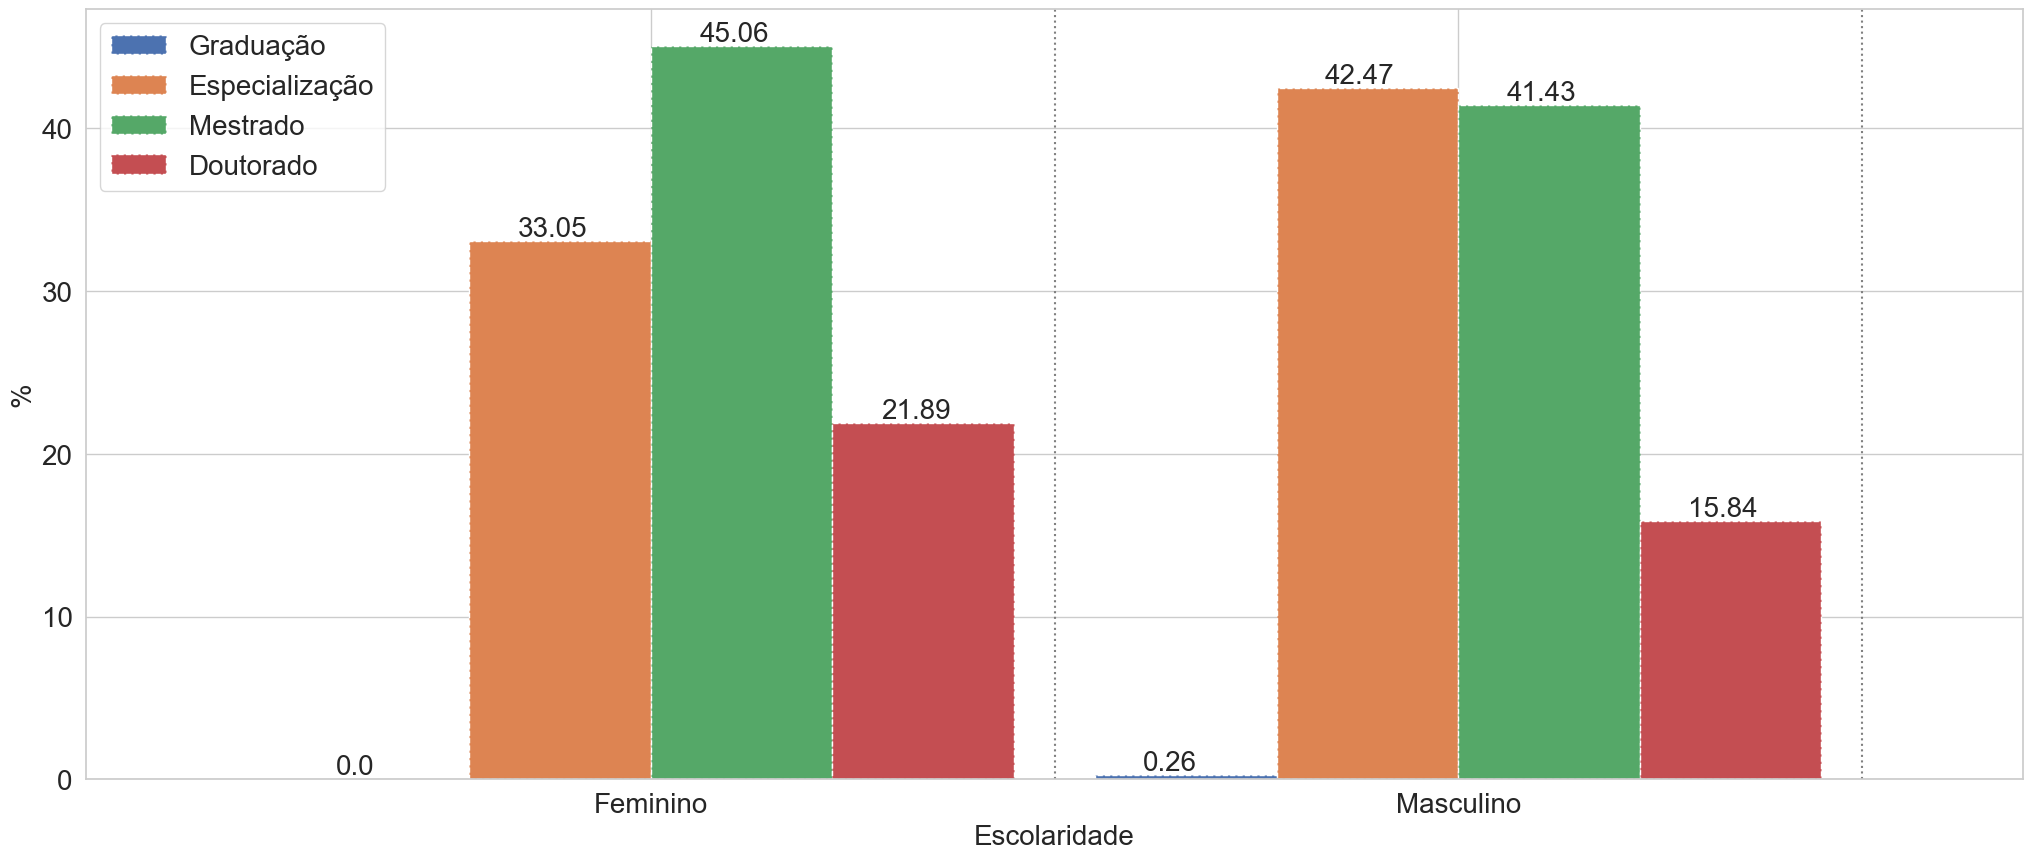 Graduação
Especialização
Mestrado
Doutorado
45.06
42.47
41.43
40
33.05
30
%
21.89
20
15.84
10
0.0
0.26
0
Feminino
Masculino
Escolaridade